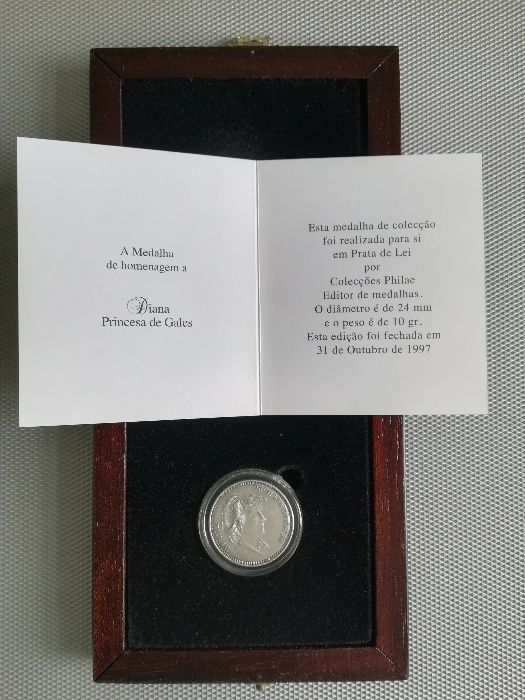 A Medalha
de homenagem a
Diana
Princesa de Gales
Esta medalha de colecção
foi realizada para si
em Prata de Lei
por
Colecções Philae
Editor de medalhas.
O diâmetro é de 24 mm
e o peso é de 10 gr.
Esta edição foi fechada em
31 de Outubro de 1997